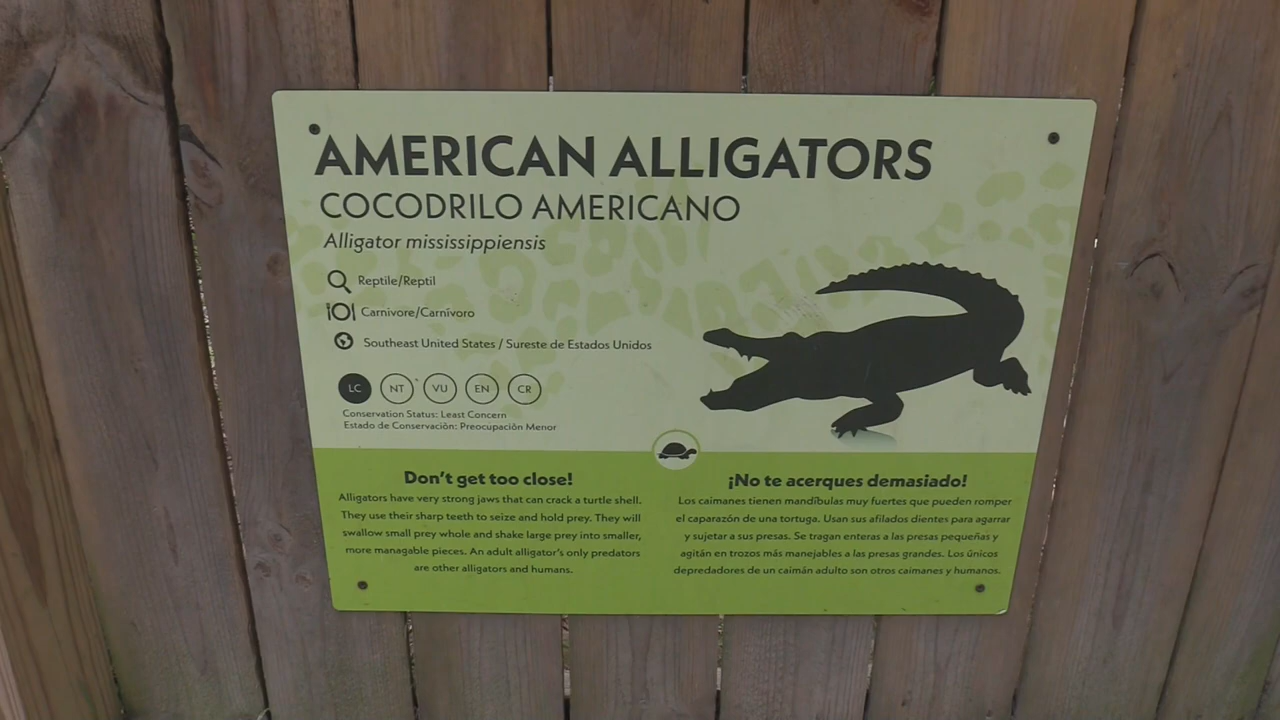 AMERICAN ALLIGATORS
COCODRILO AMERICANO
Alligator mississippiensis
Reptile/Reptil
Carnivore/Carnívoro
Southeast United States / Sureste de Estados Unidos
LC NT VU EN CR
Conservation Status: Least Concern
Estado de Conservaciòn: Preocupaciòn Menor
Don't get too close!
Alligators have very strong jaws that can crack a turtle shell.
They use their sharp teeth to seize and hold prey. They will
swallow small prey whole and shake large prey into smaller,
more managable pieces. An adult alligator's only predators
are other alligators and humans.
¡No te acerques demasiado!
Los caimanes tienen mandíbulas muy fuertes que pueden romper
el caparazón de una tortuga. Usan sus afilados dientes para agarrar
y sujetar a sus presas. Se tragan enteras a las presas pequeñas y
agitán en trozos más manejables a las presas grandes. Los únicos
depredadores de un caimán adulto son otros caimanes y humanos.